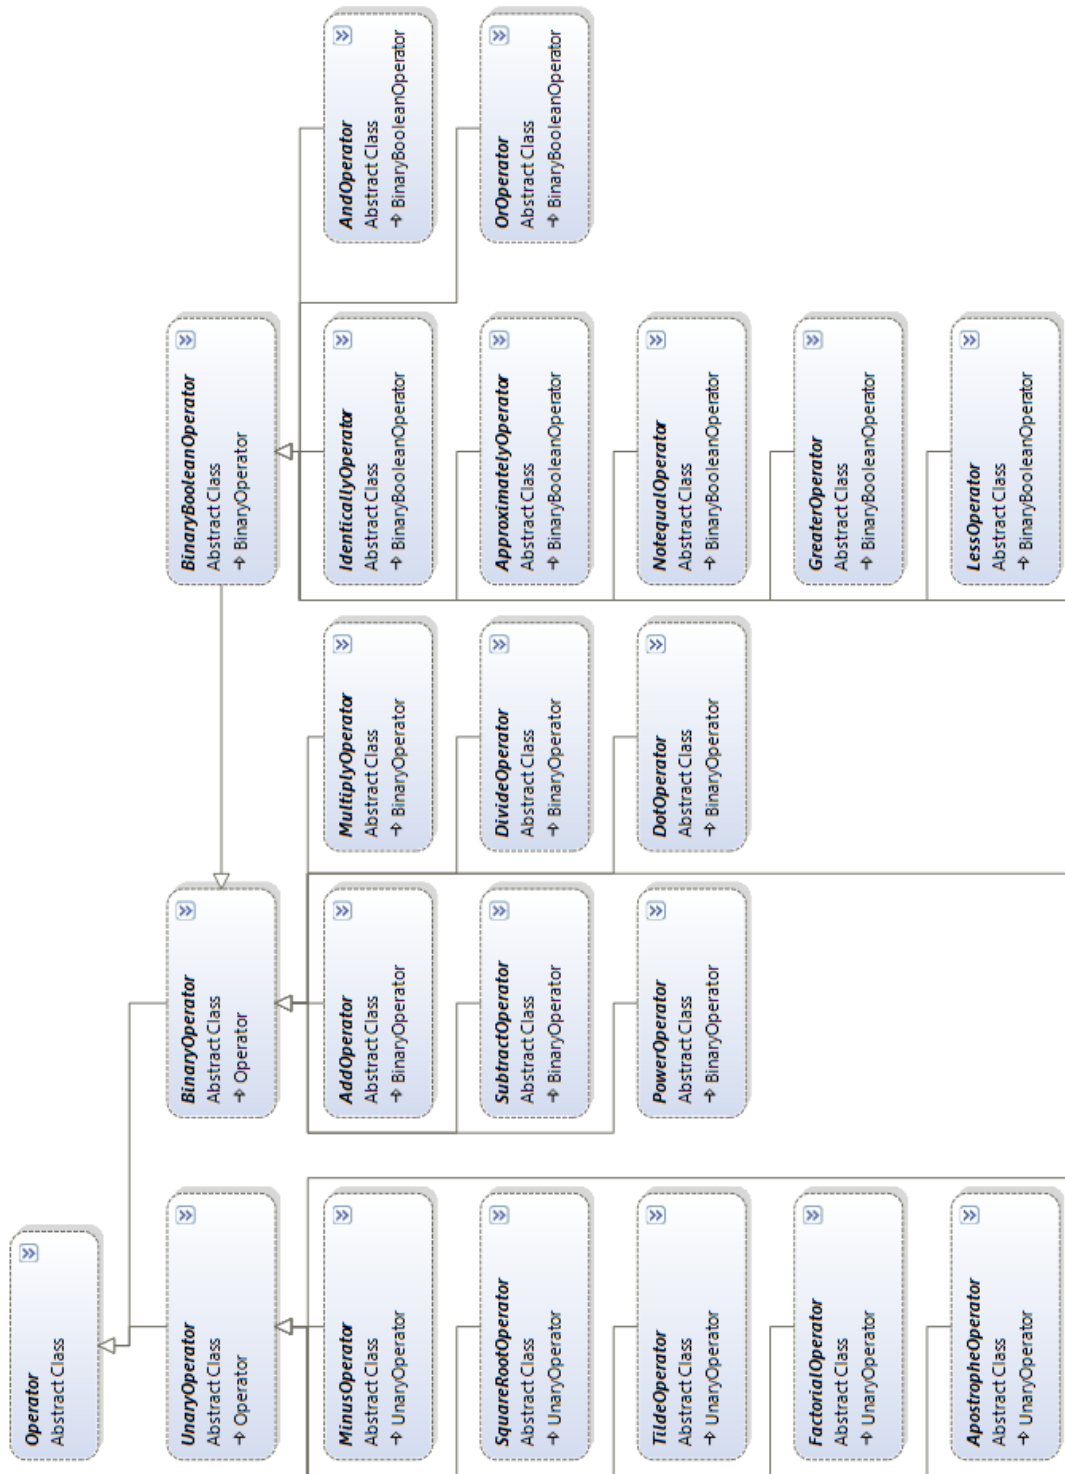 Operator
Abstract Class
UnaryOperator
Abstract Class
→ Operator
BinaryOperator
Abstract Class
→ Operator
BinaryBooleanOperator
Abstract Class
→ BinaryOperator
MinusOperator
Abstract Class
→ UnaryOperator
AddOperator
Abstract Class
→ BinaryOperator
MultiplyOperator
Abstract Class
→ BinaryOperator
IdenticallyOperator
Abstract Class
→ BinaryBooleanOperator
AndOperator
Abstract Class
→ BinaryBooleanOperator
SquareRootOperator
Abstract Class
→ UnaryOperator
SubtractOperator
Abstract Class
→ BinaryOperator
DivideOperator
Abstract Class
→ BinaryOperator
ApproximatelyOperator
Abstract Class
→ BinaryBooleanOperator
OrOperator
Abstract Class
→ BinaryBooleanOperator
TildeOperator
Abstract Class
→ UnaryOperator
PowerOperator
Abstract Class
→ BinaryOperator
DotOperator
Abstract Class
→ BinaryOperator
NotequalOperator
Abstract Class
→ BinaryBooleanOperator
FactorialOperator
Abstract Class
→ UnaryOperator
GreaterOperator
Abstract Class
→ BinaryBooleanOperator
ApostropheOperator
Abstract Class
→ UnaryOperator
LessOperator
Abstract Class
→ BinaryBooleanOperator